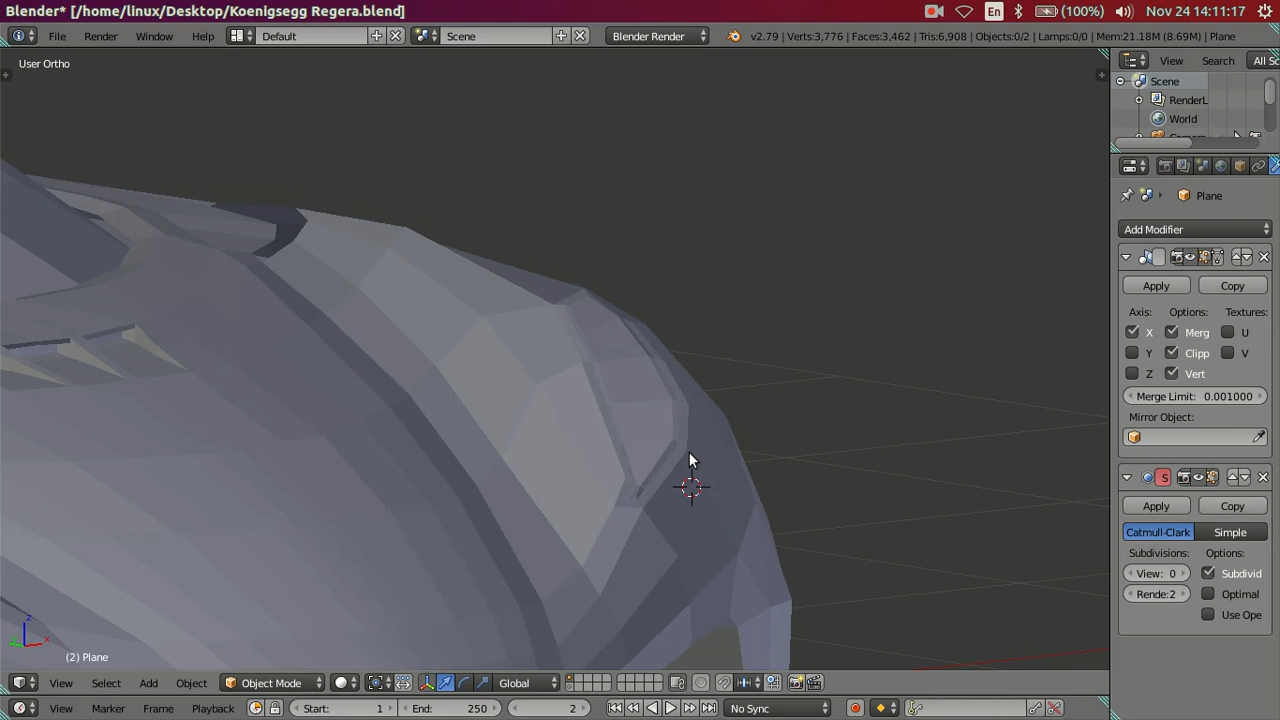 Blender* [/home/linux/Desktop/Koenigsegg Regera.blend] En (100%) Nov 24 14:11:17
File Render Window Help Default Scene Blender Render v2.79 | Verts:3,776 | Faces:3,462 | Tris:6,908 | Objects:0/2 | Lamps:0/0 | Mem:21.18M (8.69M) | Plane
User Ortho
View Search All Sc
Scene
RenderL
World
Plane
Add Modifier
Apply Copy
Axis: Options: Textures:
X Merg U
Y Clipp V
Z Vert
Merge Limit: 0.001000
Mirror Object:
S
Apply Copy
Catmull-Clark Simple
Subdivisions: Options:
View: 0 Subdivid
Rende:2 Optimal
Use Ope
z
x
(2) Plane
View Select Add Object Object Mode Global
View Marker Frame Playback Start: 1 End: 250 2 No Sync